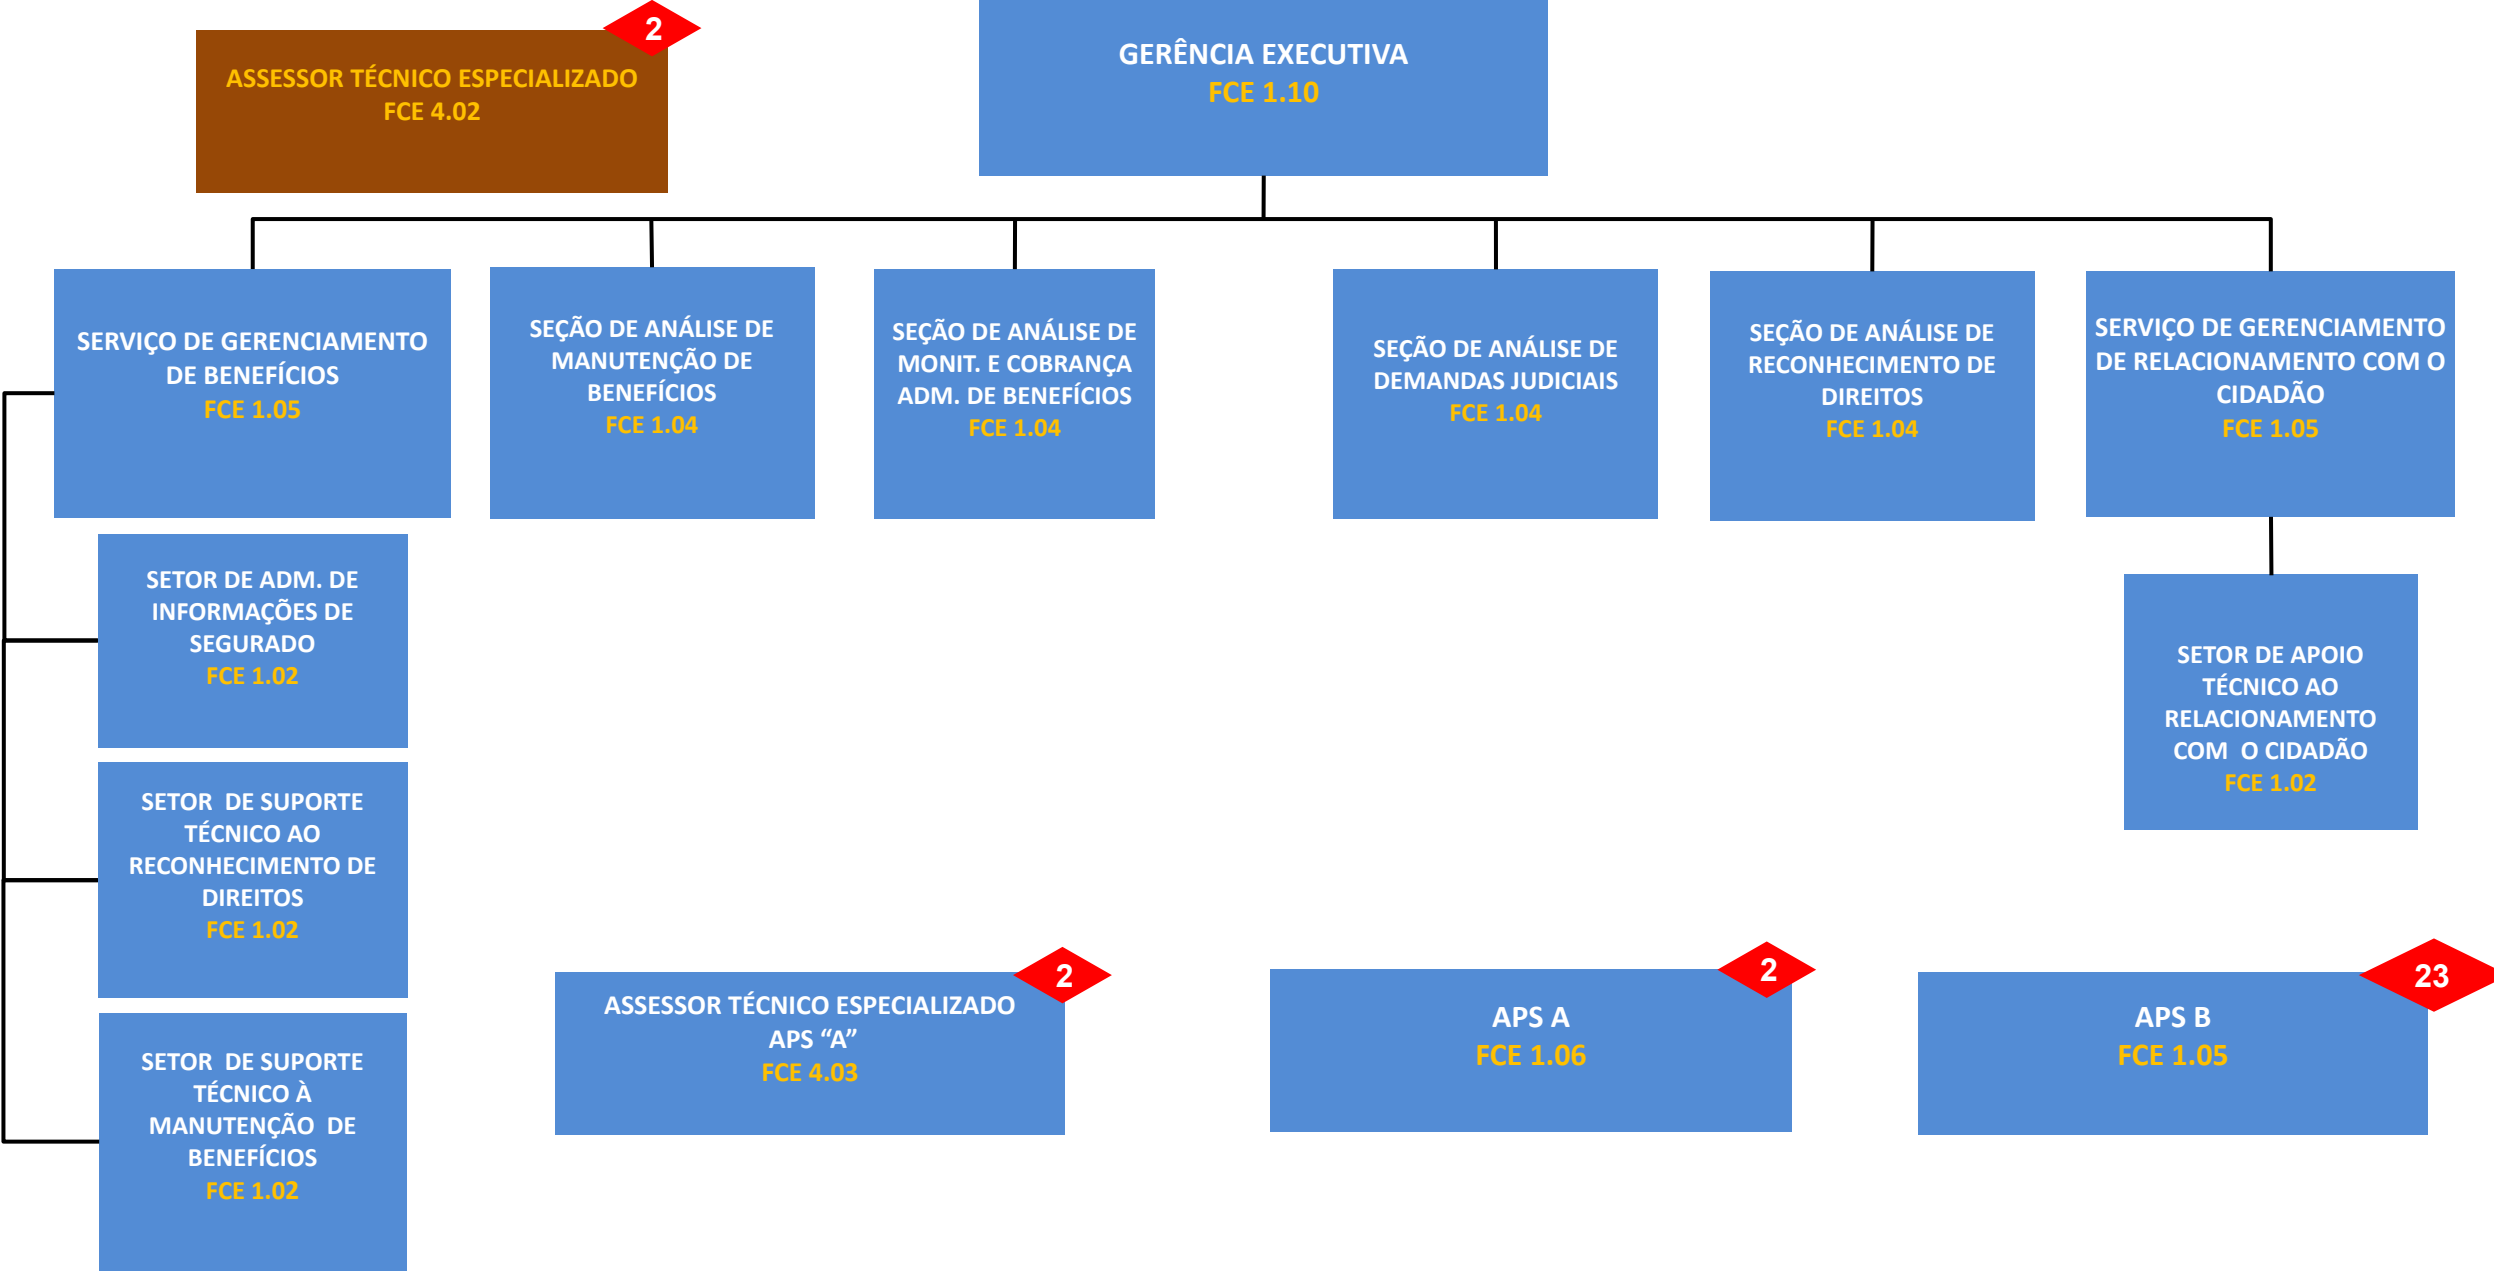 2
ASSESSOR TÉCNICO ESPECIALIZADO
FCE 4.02
GERÊNCIA EXECUTIVA
FCE 1.10
SERVIÇO DE GERENCIAMENTO
DE BENEFÍCIOS
FCE 1.05
SEÇÃO DE ANÁLISE DE
MANUTENÇÃO DE
BENEFÍCIOS
FCE 1.04
SEÇÃO DE ANÁLISE DE
MONIT. E COBRANÇA
ADM. DE BENEFÍCIOS
FCE 1.04
SEÇÃO DE ANÁLISE DE
DEMANDAS JUDICIAIS
FCE 1.04
SEÇÃO DE ANÁLISE DE
RECONHECIMENTO DE
DIREITOS
FCE 1.04
SERVIÇO DE GERENCIAMENTO
DE RELACIONAMENTO COM O
CIDADÃO
FCE 1.05
SETOR DE ADM. DE
INFORMAÇÕES DE
SEGURADO
FCE 1.02
SETOR DE APOIO
TÉCNICO AO
RELACIONAMENTO
COM O CIDADÃO
FCE 1.02
SETOR DE SUPORTE
TÉCNICO AO
RECONHECIMENTO DE
DIREITOS
FCE 1.02
SETOR DE SUPORTE
TÉCNICO À
MANUTENÇÃO DE
BENEFÍCIOS
FCE 1.02
2
ASSESSOR TÉCNICO ESPECIALIZADO
APS “A”
FCE 4.03
2
APS A
FCE 1.06
23
APS B
FCE 1.05